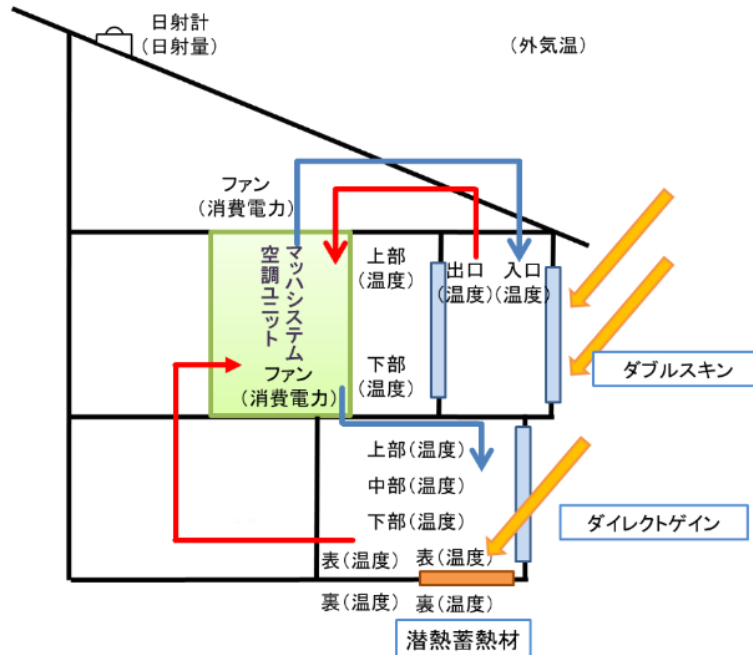 日射計
(日射量)
(外気温)
ファン
(消費電力)
マッハシステム
空調ユニット
上部
(温度)
出口
(温度)
入口
(温度)
下部
(温度)
ファン
(消費電力)
ダブルスキン
上部(温度)
中部(温度)
下部(温度)
ダイレクトゲイン
表(温度)
表(温度)
裏(温度)
裏(温度)
潜熱蓄熱材